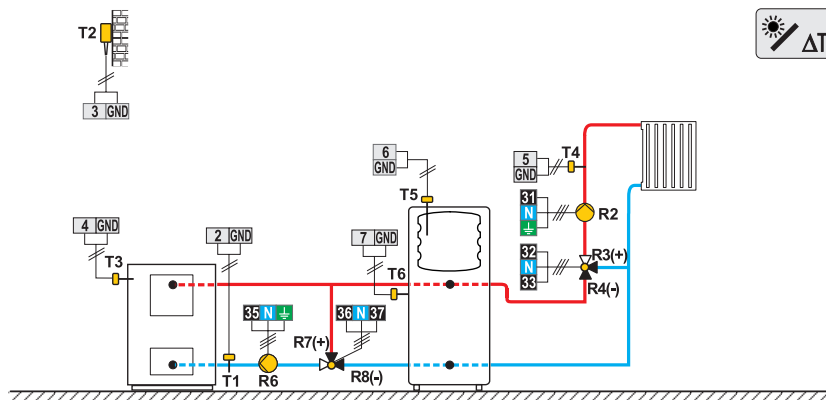 T2
3 GND
ΔT
6
GND
5
GND
T4
T5
31
N
R2
4 GND
2 GND
7 GND
T3
T6
32
N
33
R3(+)
R4(-)
35 N
36 N 37
R7(+)
T1
R6
R8(-)